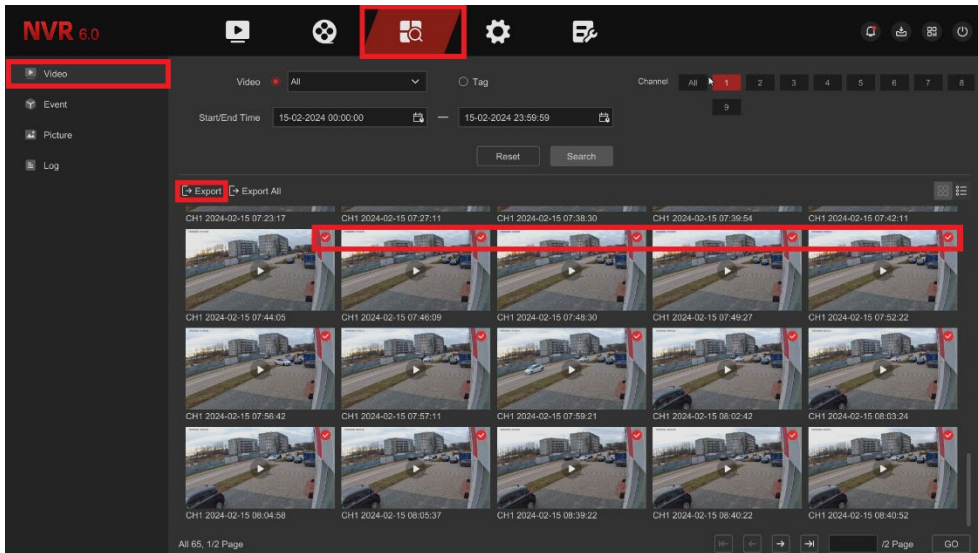 NVR 6.0
Video
Event
Picture
Log
Video All Tag Channel All 1 2 3 4 5 6 7 8
9
Start/End Time 15-02-2024 00:00:00 — 15-02-2024 23:59:59
Reset Search
Export Export All
CH1 2024-02-15 07:23:17 CH1 2024-02-15 07:27:11 CH1 2024-02-15 07:38:30 CH1 2024-02-15 07:39:54 CH1 2024-02-15 07:42:11
CH1 2024-02-15 07:44:05 CH1 2024-02-15 07:46:09 CH1 2024-02-15 07:48:30 CH1 2024-02-15 07:49:27 CH1 2024-02-15 07:52:22
CH1 2024-02-15 07:56:42 CH1 2024-02-15 07:57:11 CH1 2024-02-15 07:59:21 CH1 2024-02-15 08:02:42 CH1 2024-02-15 08:03:24
CH1 2024-02-15 08:04:58 CH1 2024-02-15 08:05:37 CH1 2024-02-15 08:39:22 CH1 2024-02-15 08:40:22 CH1 2024-02-15 08:40:52
All 65, 1/2 Page /2 Page GO